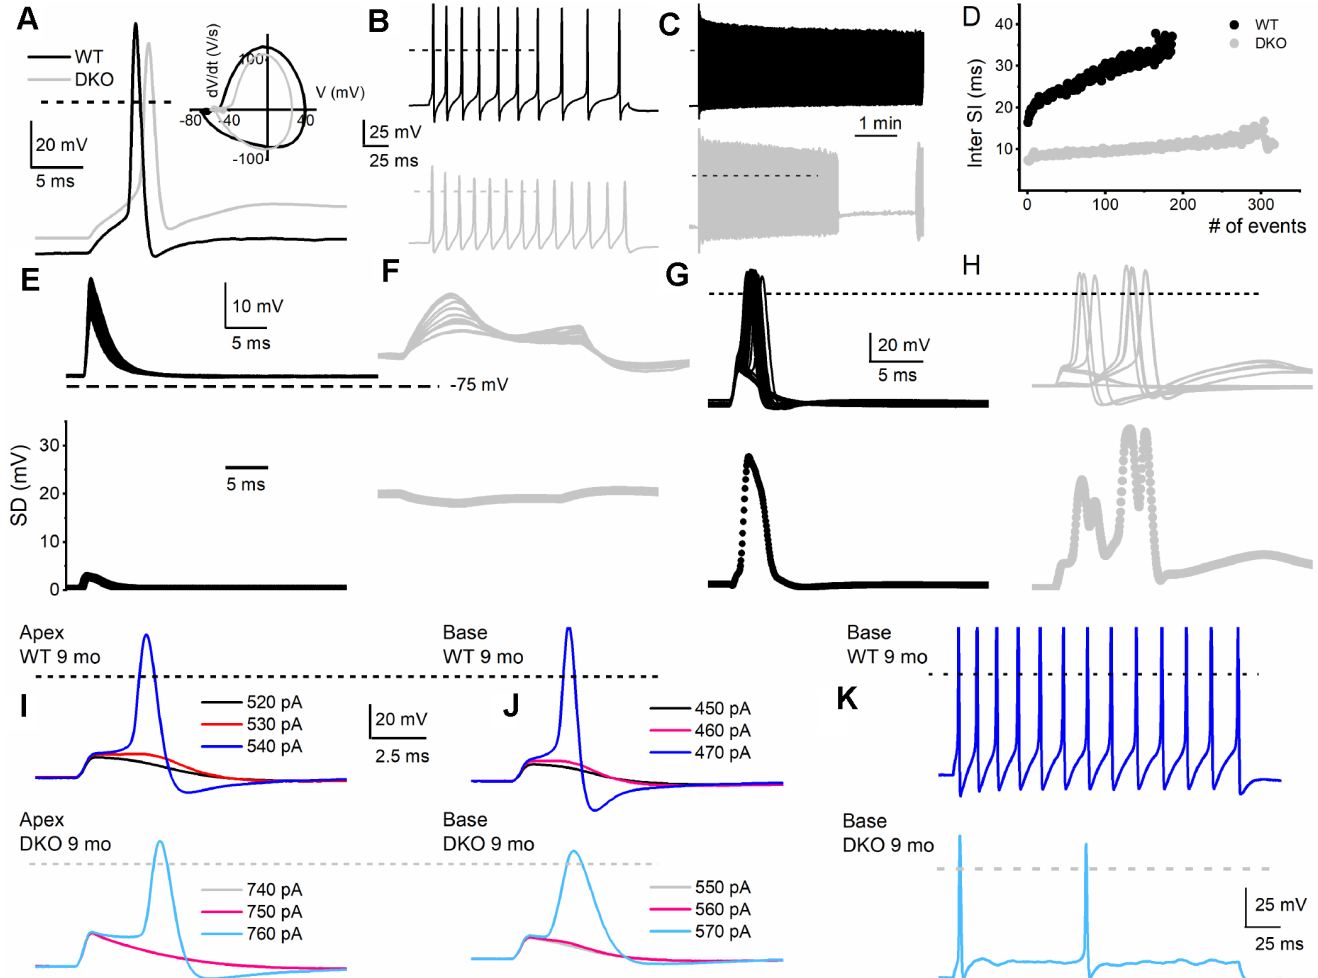 A
WT
DKO
20 mV
5 ms
dV/dt (V/s)
100
V (mV)
-80
-40
40
-100
B
25 mV
25 ms
C
1 min
D
WT
DKO
Inter SI (ms)
40
30
20
10
0
100
200
300
# of events
E
10 mV
5 ms
F
-75 mV
SD (mV)
30
20
10
0
5 ms
G
20 mV
5 ms
H
Apex
WT 9 mo
I
520 pA
530 pA
540 pA
20 mV
2.5 ms
Base
WT 9 mo
J
450 pA
460 pA
470 pA
Base
WT 9 mo
K
Apex
DKO 9 mo
740 pA
750 pA
760 pA
Base
DKO 9 mo
550 pA
560 pA
570 pA
Base
DKO 9 mo
25 mV
25 ms